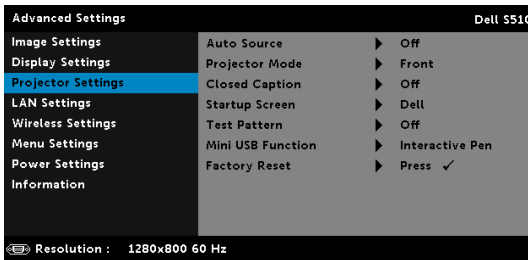 Advanced Settings Dell S510
Image Settings Auto Source Off
Display Settings Projector Mode Front
Projector Settings Closed Caption Off
LAN Settings Startup Screen Dell
Wireless Settings Test Pattern Off
Menu Settings Mini USB Function Interactive Pen
Power Settings Factory Reset Press ✓
Information
Resolution : 1280x800 60 Hz